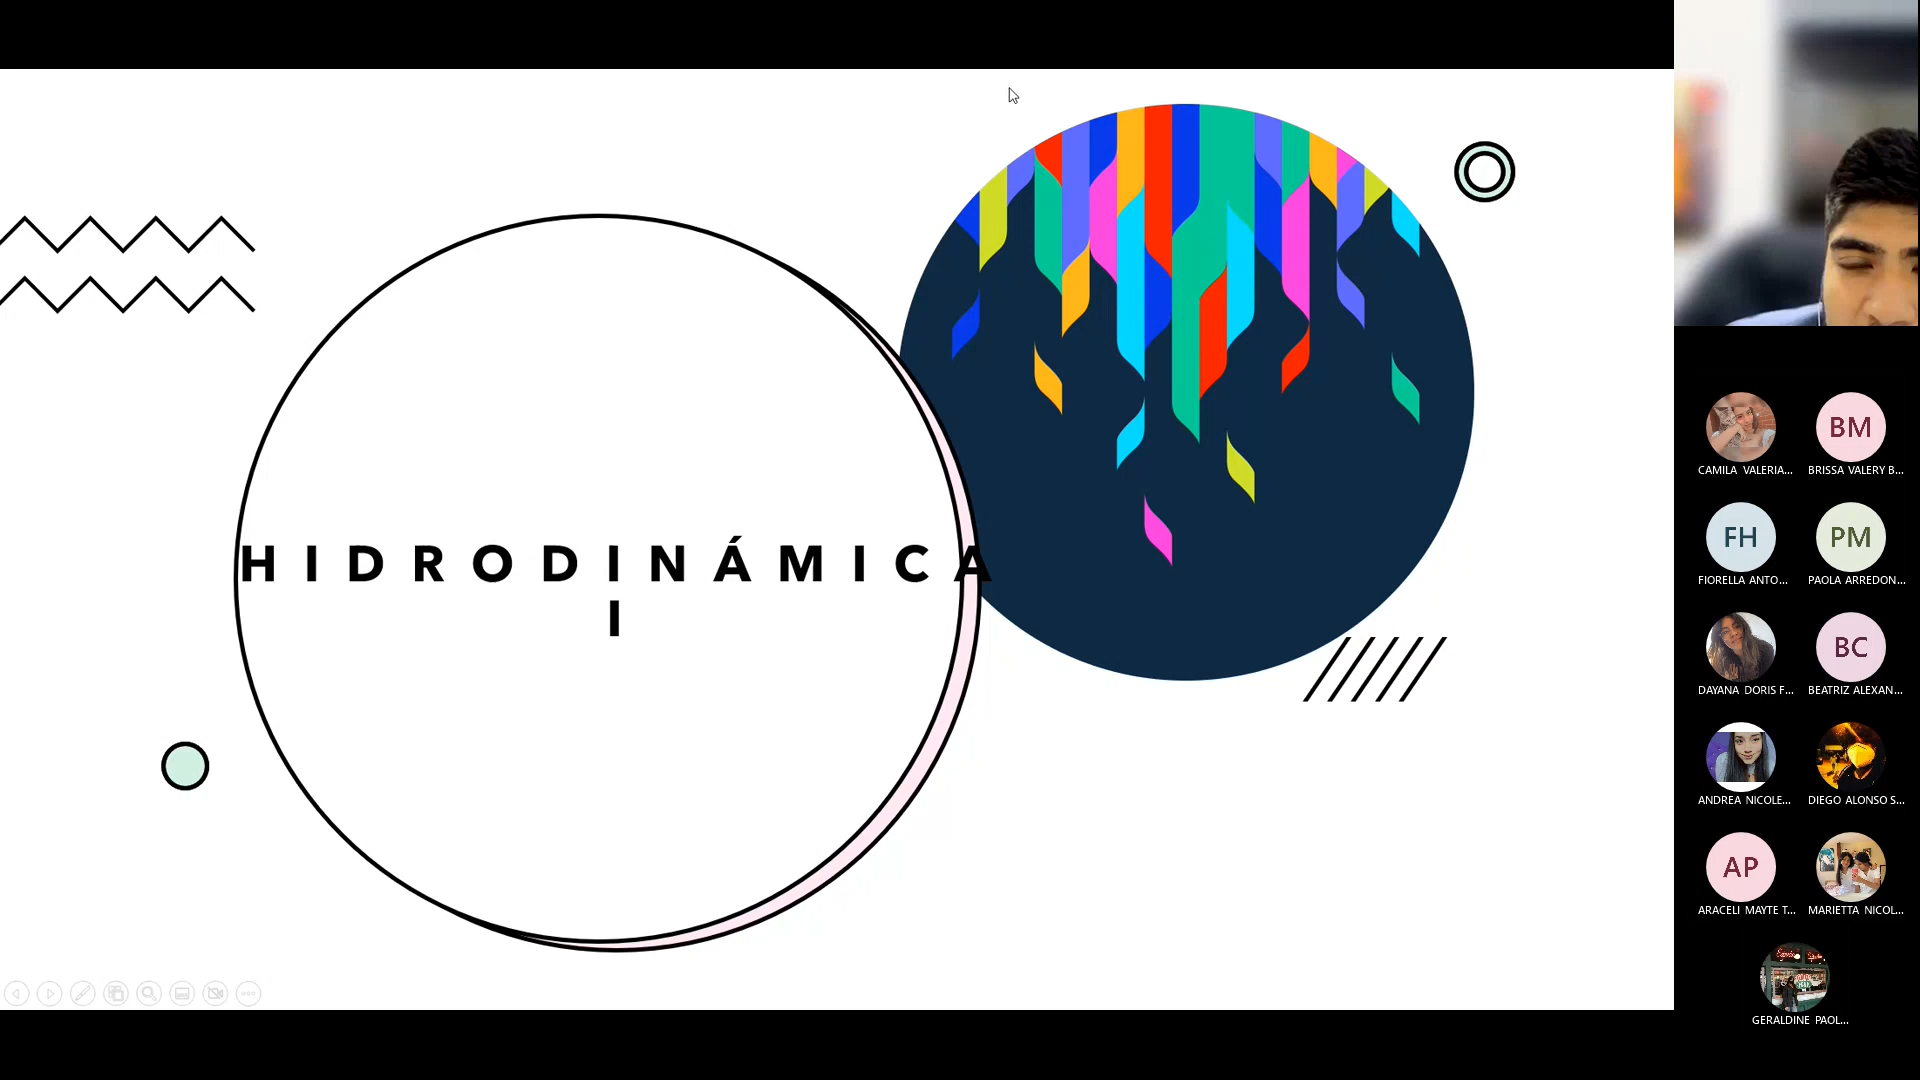 HIDRODINÁMICA
I
BM
CAMILA VALERIA...
BRISSA VALERY B...
FH
PM
FIORELLA ANTO...
PAOLA ARREDON...
BC
DAYANA DORIS F...
BEATRIZ ALEXAN...
ANDREA NICOLE...
DIEGO ALONSO S...
AP
ARACELI MAYTE T...
MARIETTA NICOL...
GERALDINE PAOL...